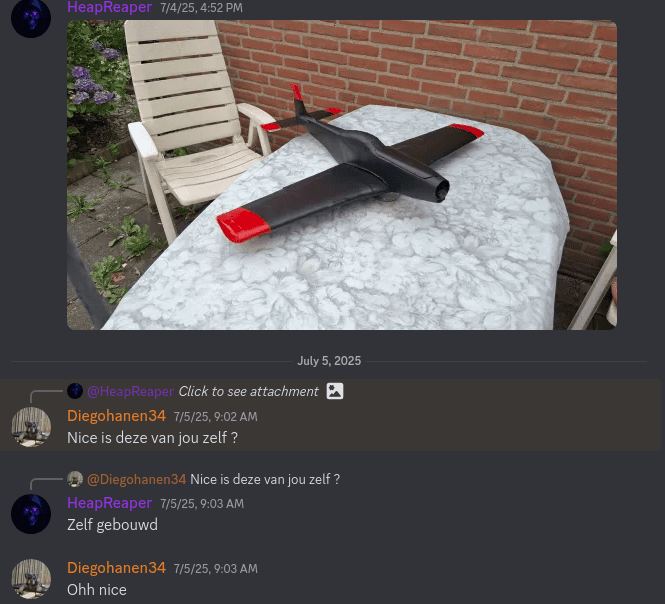 HeapReaper 7/4/25, 4:52 PM
July 5, 2025
@HeapReaper Click to see attachment
Diegohanen34 7/5/25, 9:02 AM
Nice is deze van jou zelf ?
@Diegohanen34 Nice is deze van jou zelf ?
HeapReaper 7/5/25, 9:03 AM
Zelf gebouwd
Diegohanen34 7/5/25, 9:03 AM
Ohh nice